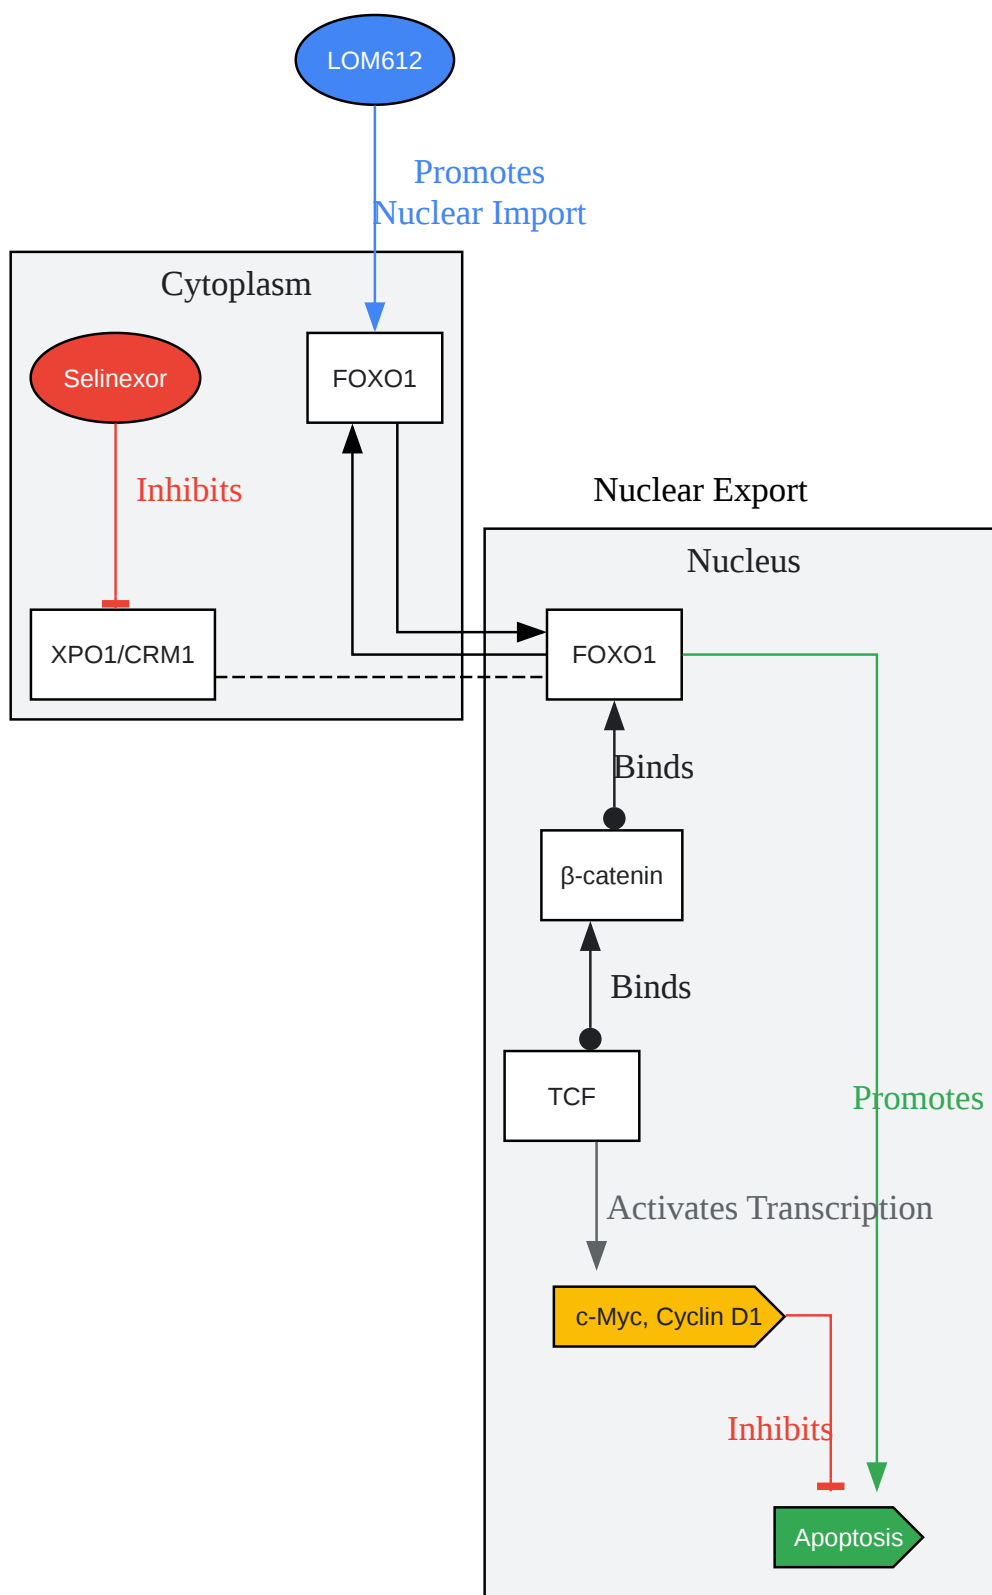 LOM612
Promotes
Nuclear Import
Cytoplasm
Selinexor
FOXO1
Inhibits
Nuclear Export
Nucleus
XPO1/CRM1
FOXO1
Binds
β-catenin
Binds
TCF
Promotes
Activates Transcription
c-Myc, Cyclin D1
Inhibits
Apoptosis